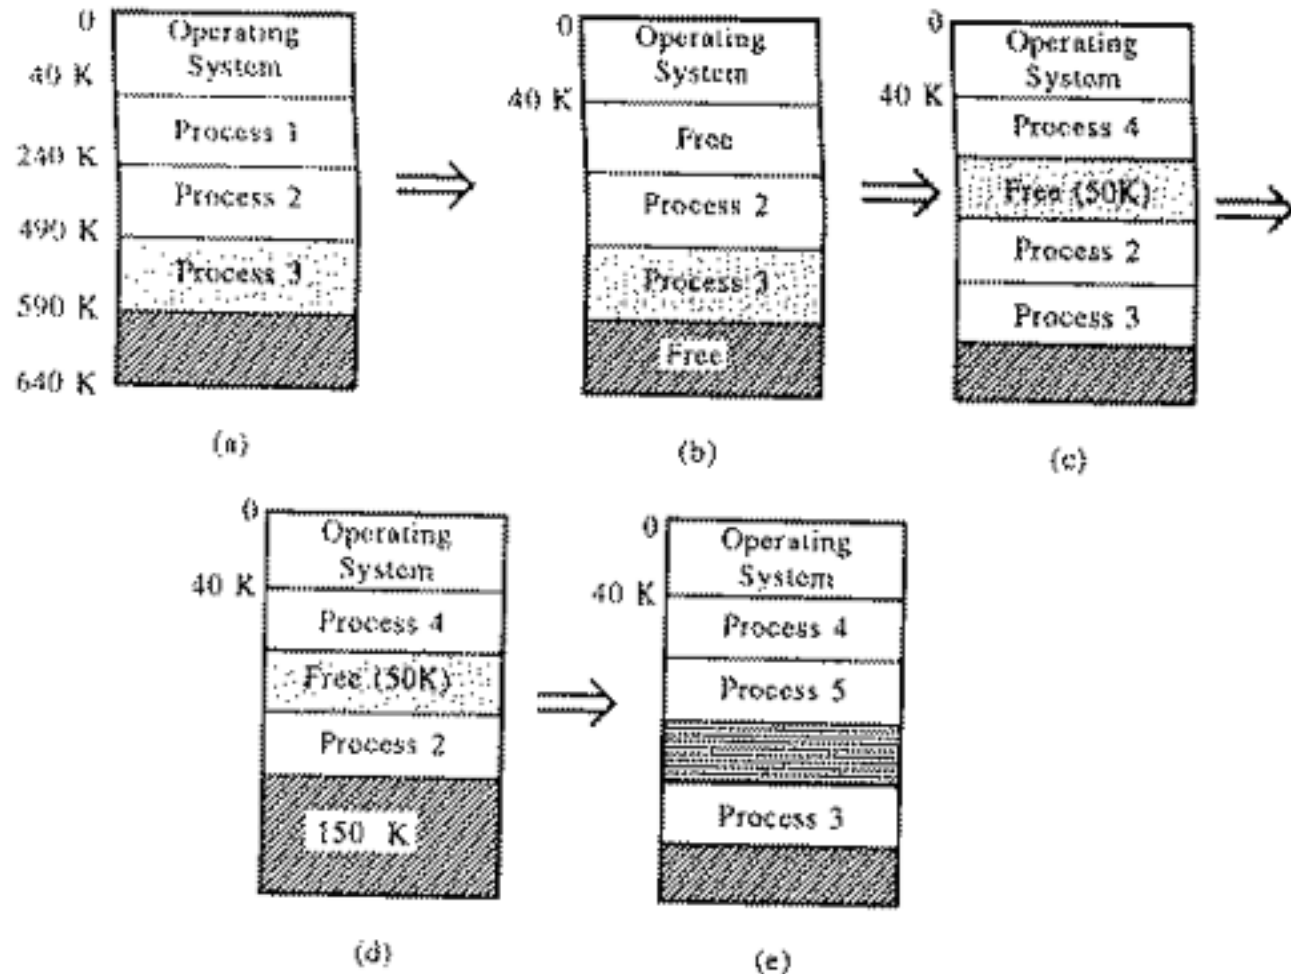 0
Operating
System
40 K
Process 1
240 K
Process 2
490 K
Process 3
590 K
640 K
(a)
0
Operating
System
40 K
Free
Process 2
Process 3
Free
(b)
0
Operating
System
40 K
Process 4
Free (50K)
Process 2
Process 3
(c)
0
Operating
System
40 K
Process 4
Free (50K)
Process 2
150 K
(d)
0
Operating
System
40 K
Process 4
Process 5
Process 3
(e)